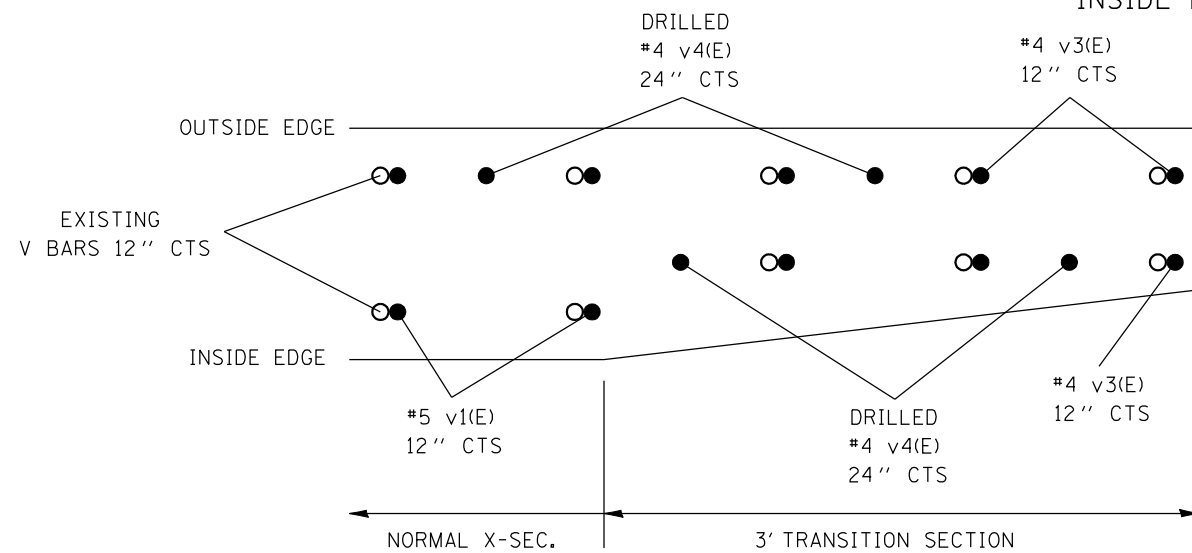 INSIDE
DRILLED
#4 v4(E)
24" CTS
#4 v3(E)
12" CTS
OUTSIDE EDGE
EXISTING
V BARS 12" CTS
INSIDE EDGE
#5 v1(E)
12" CTS
DRILLED
#4 v4(E)
24" CTS
#4 v3(E)
12" CTS
NORMAL X-SEC.
3' TRANSITION SECTION